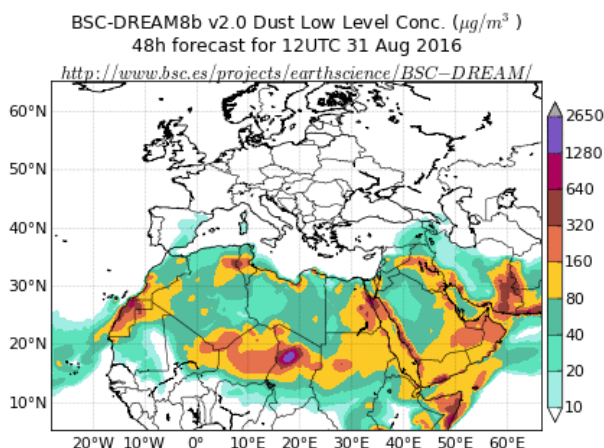 BSC-DREAM8b v2.0 Dust Low Level Conc. (μg/m³ )
48h forecast for 12UTC 31 Aug 2016
http://www.bsc.es/projects/earthscience/BSC−DREAM/
60°N
50°N
40°N
30°N
20°N
10°N
20°W 10°W 0° 10°E 20°E 30°E 40°E 50°E 60°E
2650
1280
640
320
160
80
40
20
10